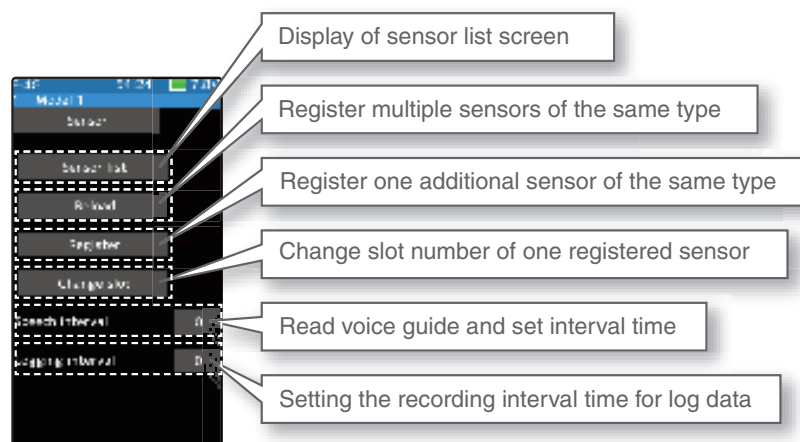 Display of sensor list screen
Model 1
Sensor
Register multiple sensors of the same type
Sensor list
Reload
Register one additional sensor of the same type
Register
Change slot number of one registered sensor
Change slot
Speech interval 0
Read voice guide and set interval time
Logging interval 0
Setting the recording interval time for log data